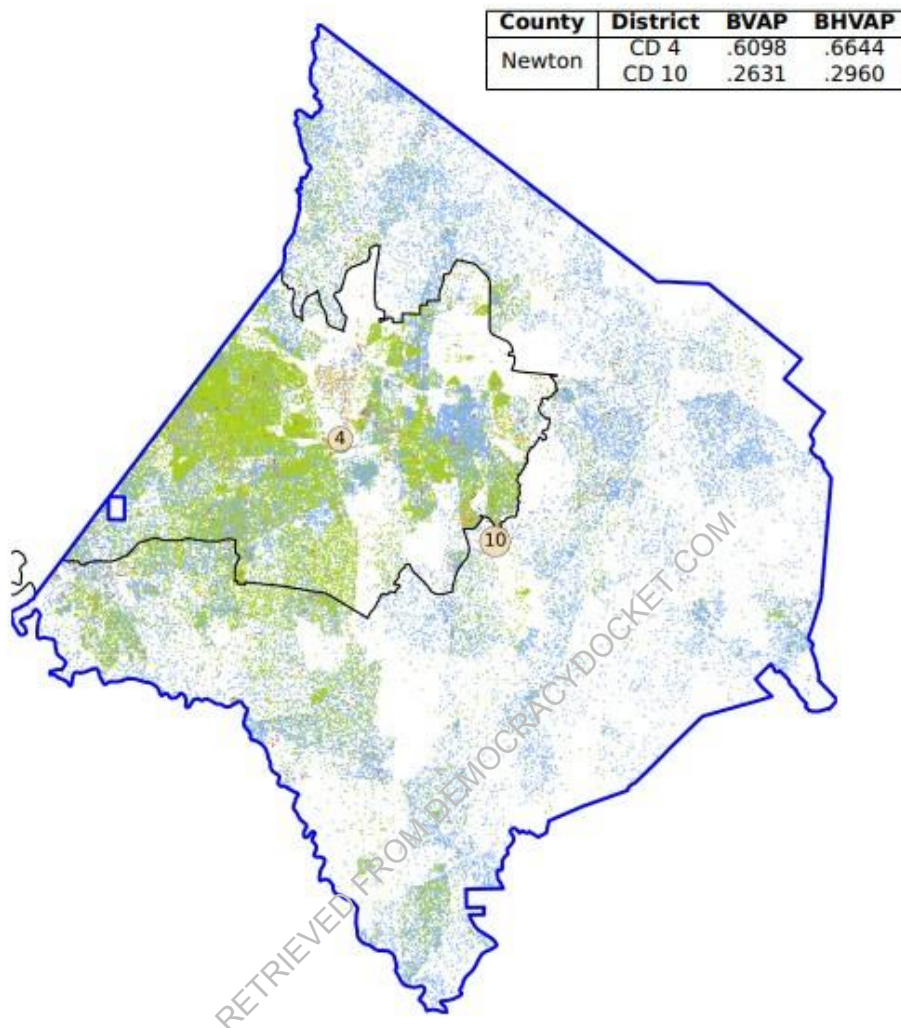 County District BVAP BHVAP
Newton CD 4 .6098 .6644
CD 10 .2631 .2960
4
10
RETRIEVED FROM DEMOCRACYDOCKET.COM